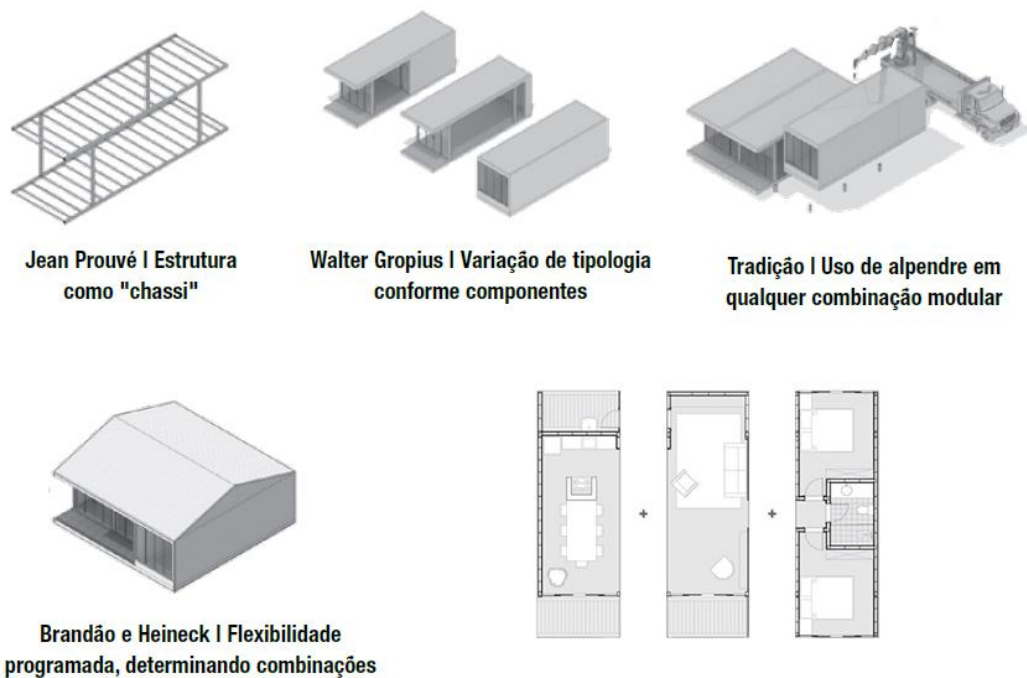 Jean Prouvé I Estrutura
como "chassi"
Walter Gropius I Variação de tipologia
conforme componentes
Tradição I Uso de alpendre em
qualquer combinação modular
Brandão e Heineck I Flexibilidade
programada, determinando combinações
+
+